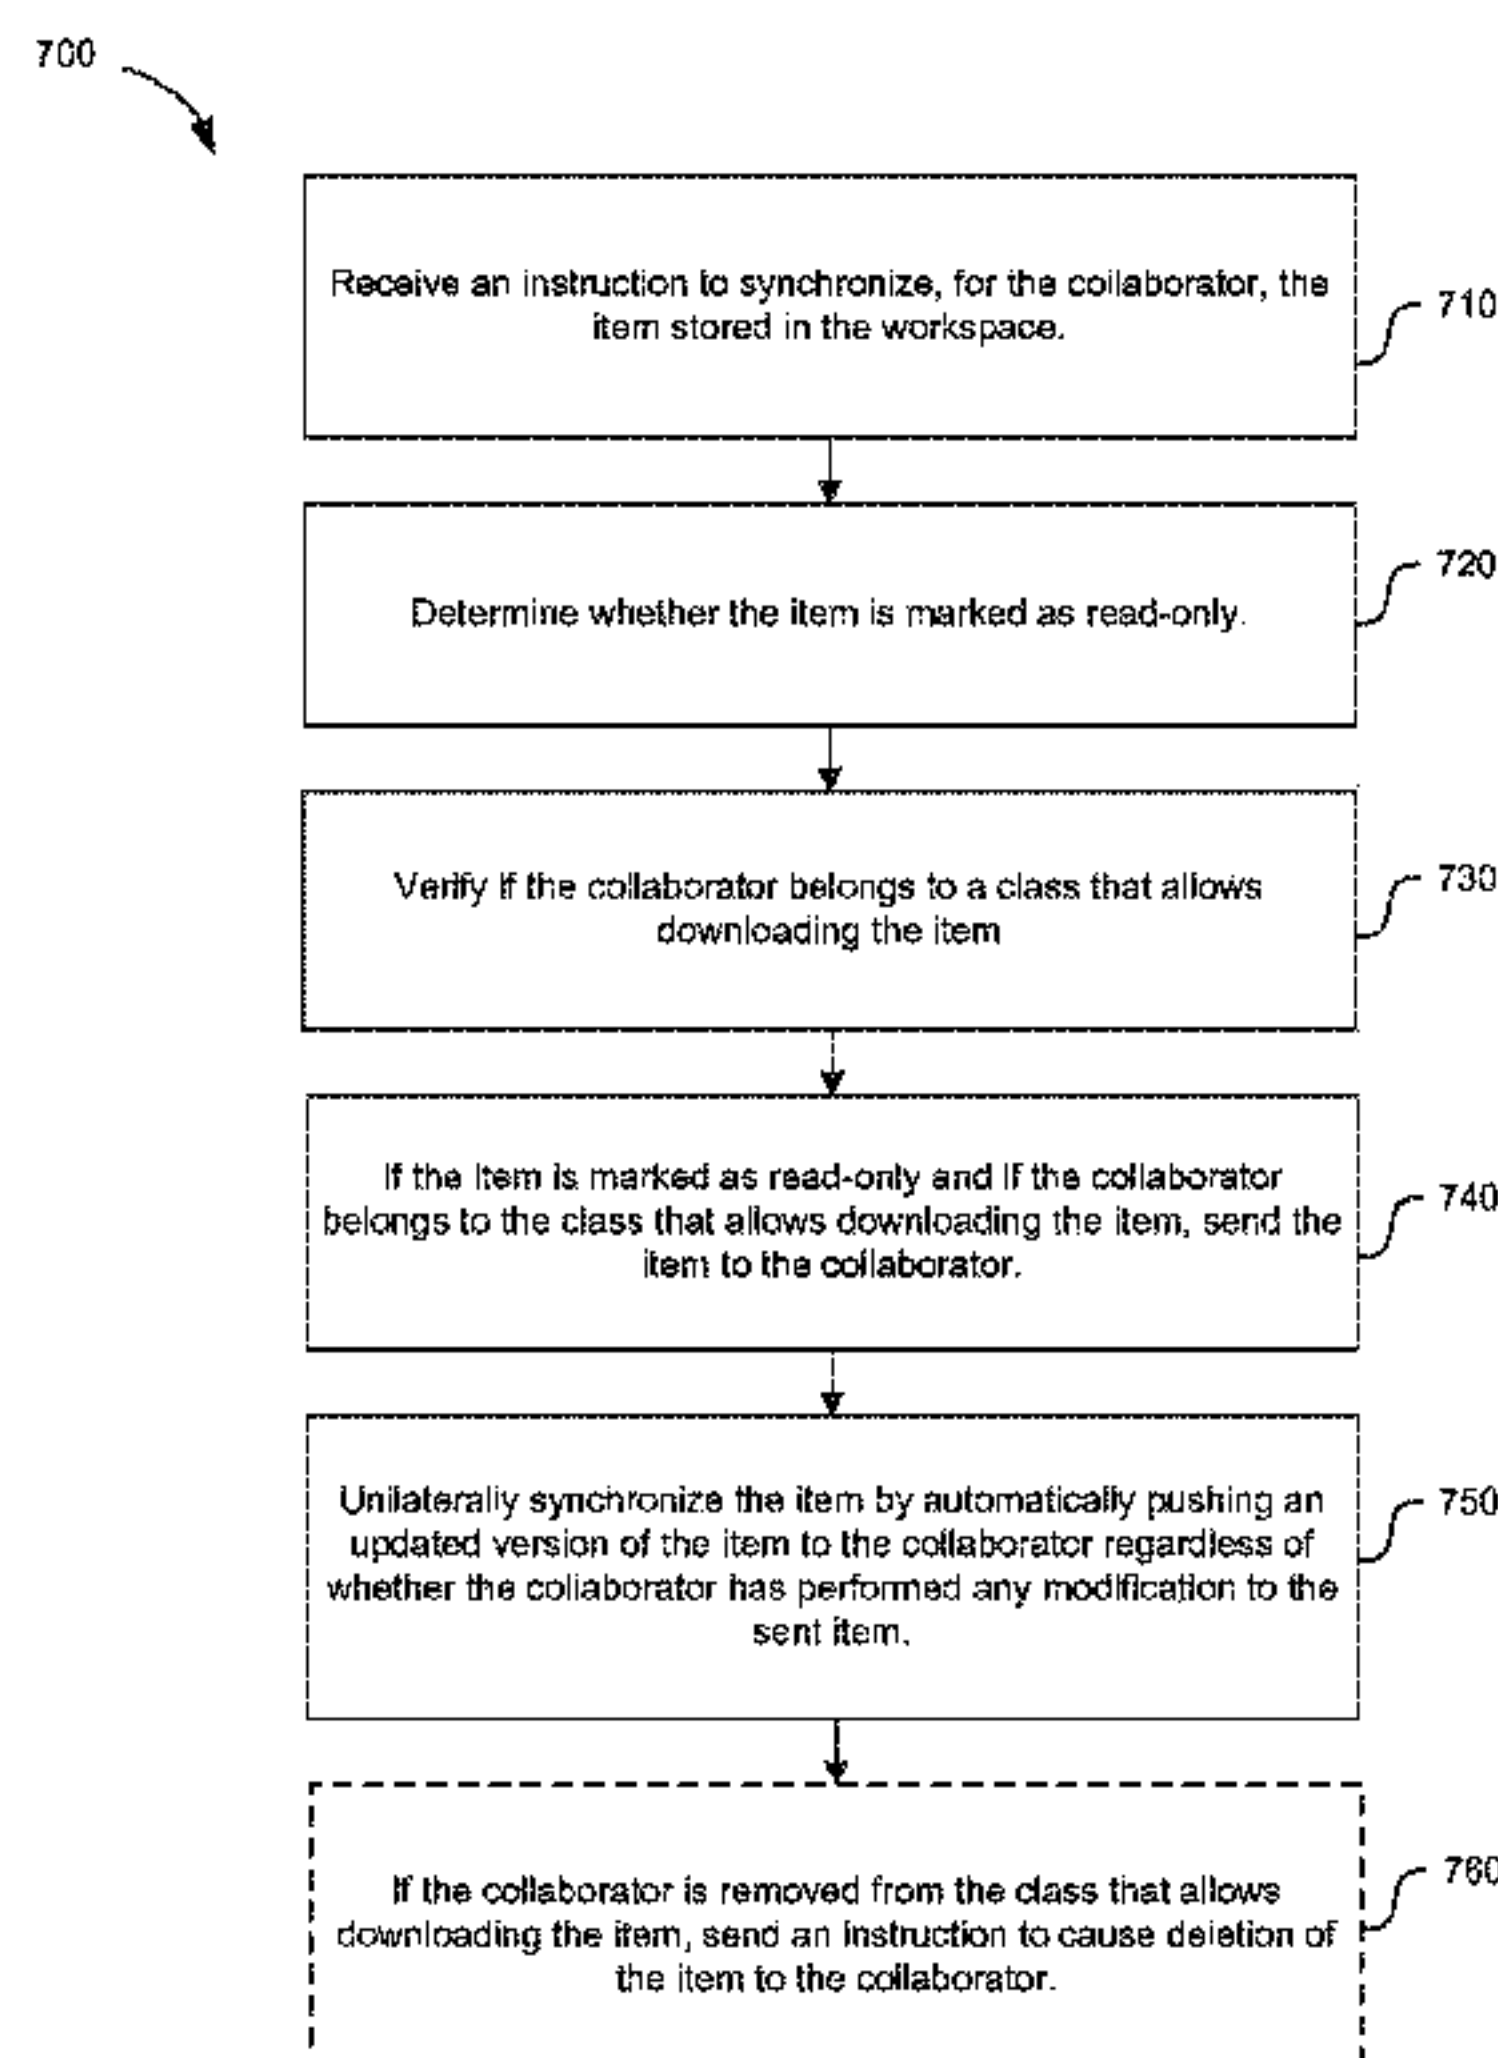 700
Receive an instruction to synchronize, for the collaborator, the
item stored in the workspace.
710
Determine whether the item is marked as read-only.
720
Verify if the collaborator belongs to a class that allows
downloading the item
730
If the item is marked as read-only and if the collaborator
belongs to the class that allows downloading the item, send the
item to the collaborator.
740
Unilaterally synchronize the item by automatically pushing an
updated version of the item to the collaborator regardless of
whether the collaborator has performed any modification to the
sent item.
750
If the collaborator is removed from the class that allows
downloading the item, send an instruction to cause deletion of
the item to the collaborator.
760